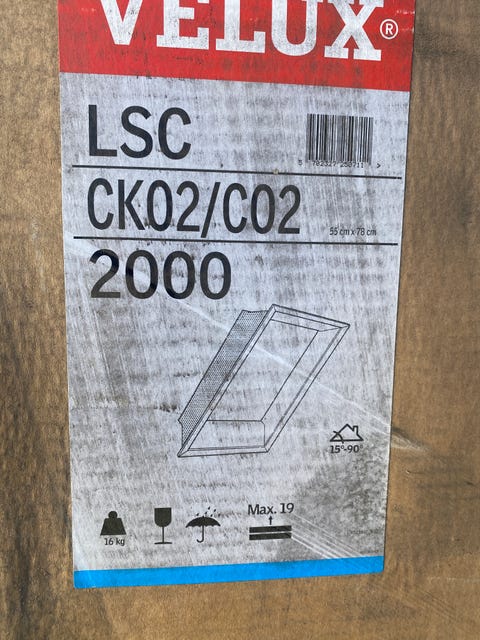 VELUX®
LSC
CK02/C02
55 cm x 78 cm
2000
15°-90°
Max. 19
16 kg